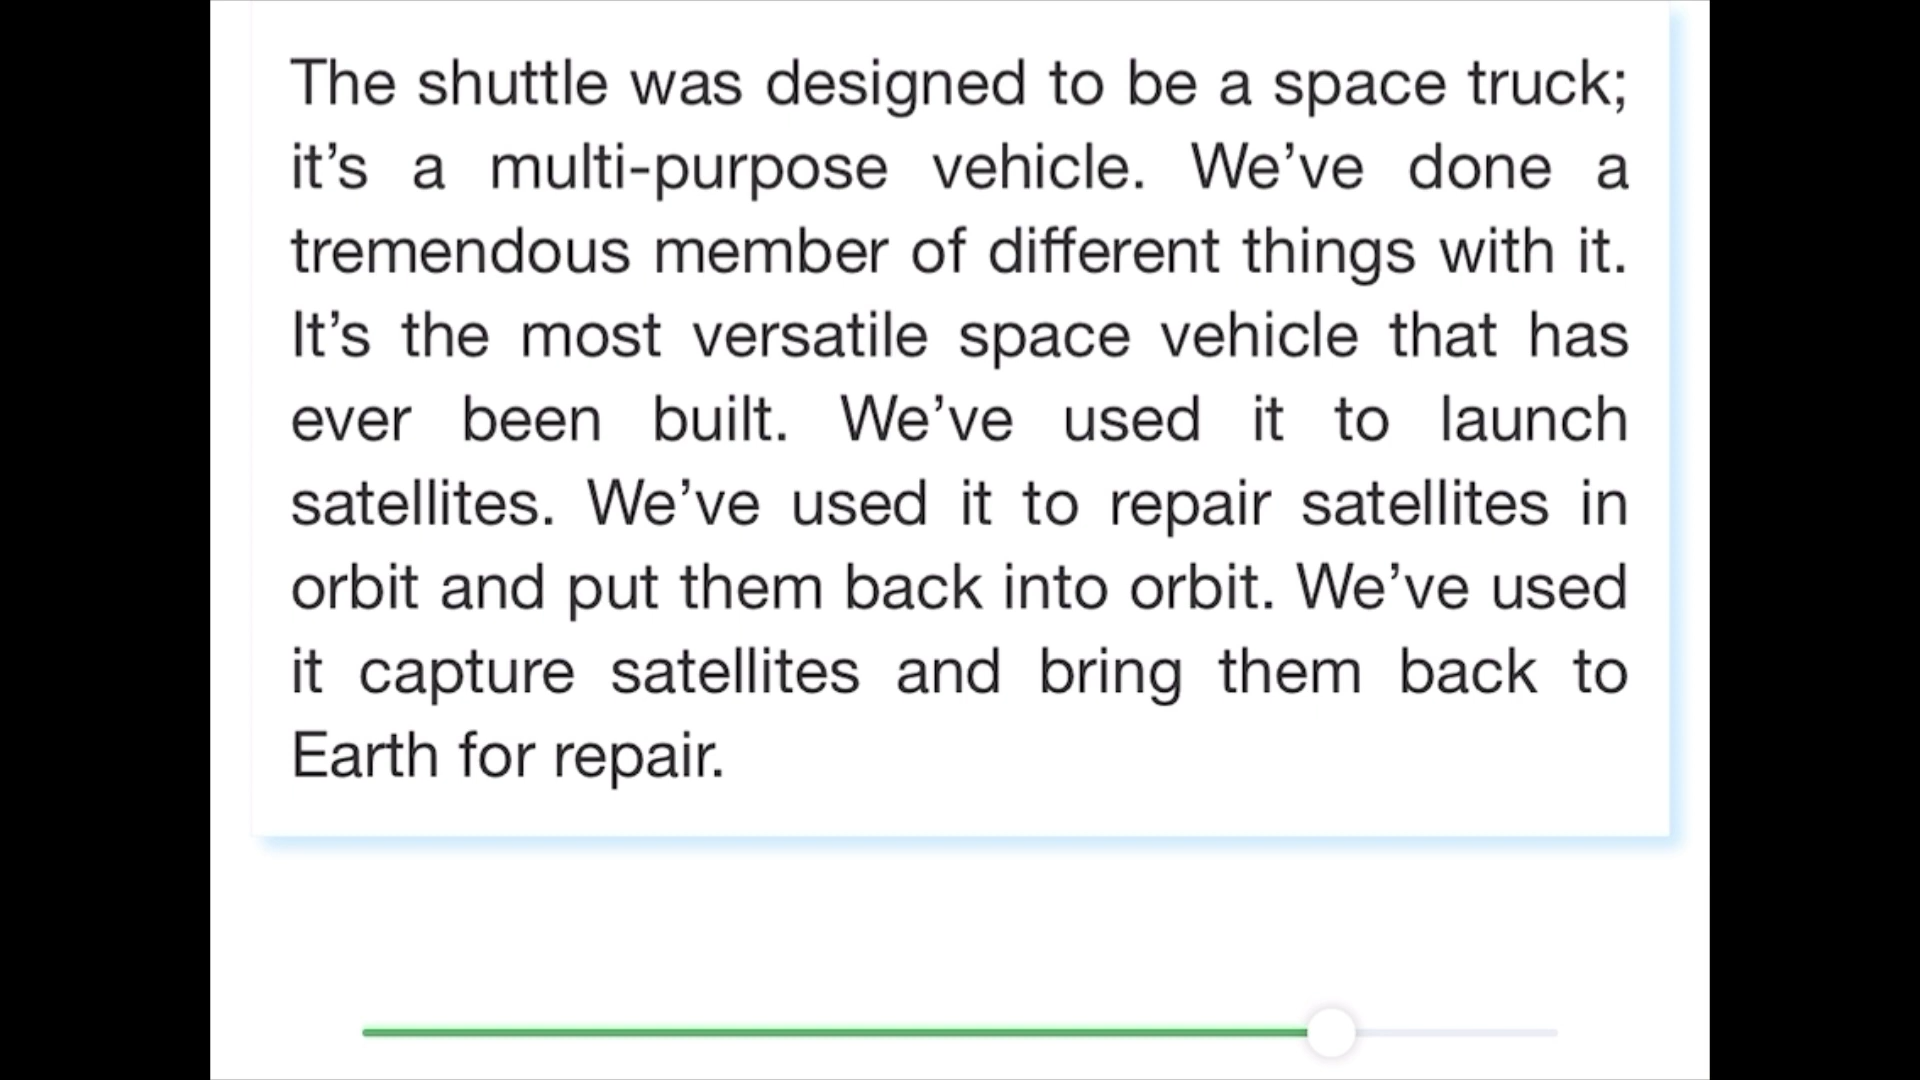 The shuttle was designed to be a space truck;
it’s a multi-purpose vehicle. We’ve done a
tremendous member of different things with it.
It’s the most versatile space vehicle that has
ever been built. We’ve used it to launch
satellites. We’ve used it to repair satellites in
orbit and put them back into orbit. We’ve used
it capture satellites and bring them back to
Earth for repair.